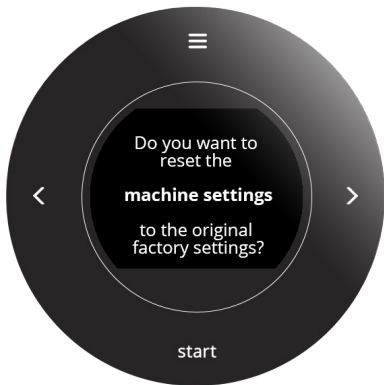 Do you want to
reset the
machine settings
to the original
factory settings?
start